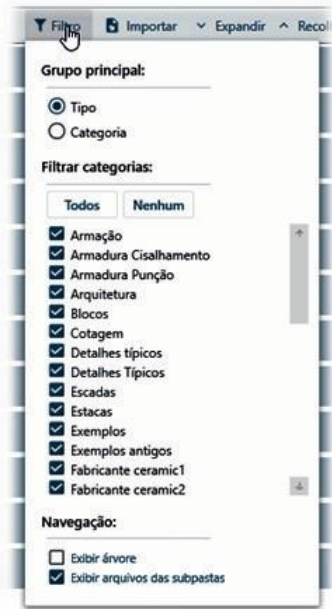 Filtro Importar Expandir Recol
Grupo principal:
Tipo
Categoria
Filtrar categorias:
Todos Nenhum
Armação
Armadura Cisalhamento
Armadura Punção
Arquitetura
Blocos
Cotagem
Detalhes típicos
Detalhes Típicos
Escadas
Estacas
Exemplos
Exemplos antigos
Fabricante ceramic1
Fabricante ceramic2
Navegação:
Exibir árvore
Exibir arquivos das subpastas